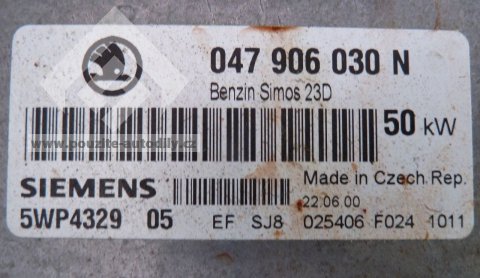 047 906 030 N
Benzin Simos 23D
50 kW
www.pouzite-autodily.cz
SIEMENS
Made in Czech Rep.
22.06.00
5WP4329 05 EF SJ8 025406 F024 1011